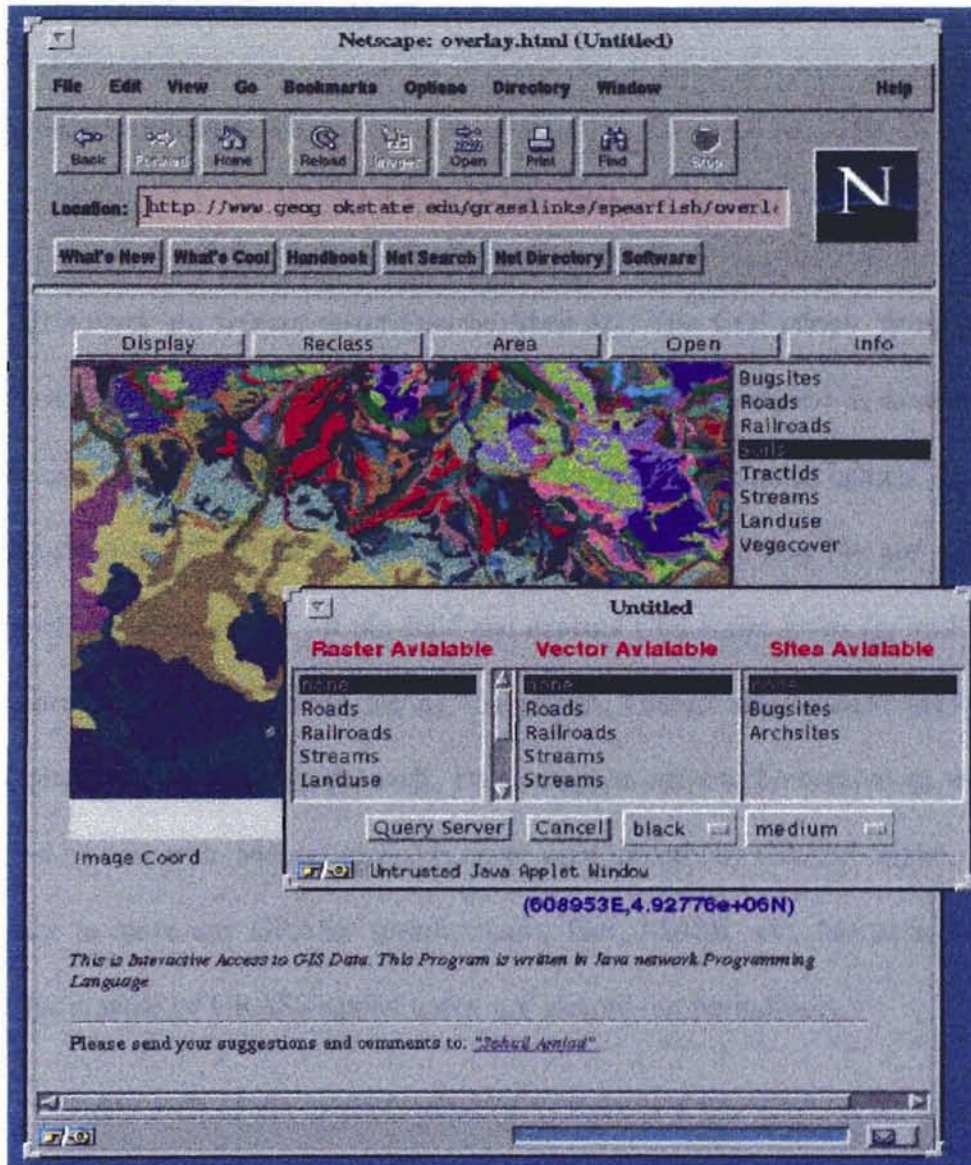 Netscape: overlay.html (Untitled)
File Edit View Go Bookmarks Options Directory Window Help
Back Forward Home Reload Images Open Print Find Stop
Location: http://www.geog.okstate.edu/grasslinks/spearfish/overl
N
What's New What's Cool Handbook Net Search Net Directory Software
Display Reclass Area Open Info
Bugsites
Roads
Railroads
Soils
Tractids
Streams
Landuse
Vegecover
Untitled
Raster Avialable Vector Avialable Sites Avialable
none none none
Roads Roads Bugsites
Railroads Railroads Archsites
Streams Streams
Landuse Streams
Query Server Cancel black medium
Image Coord
Untrusted Java Applet Window
(608953E,4.92776e+06N)
This is Interactive Access to GIS Data. This Program is written in Java network Programming
Language
Please send your suggestions and comments to: